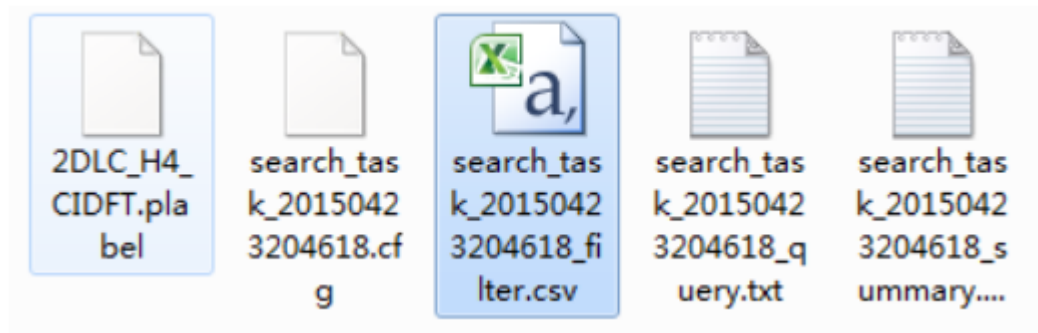 2DLC_H4_
CIDFT.pla
bel
search_tas
k_2015042
3204618.cf
g
a,
search_tas
k_2015042
3204618_fi
lter.csv
search_tas
k_2015042
3204618_q
uery.txt
search_tas
k_2015042
3204618_s
ummary....